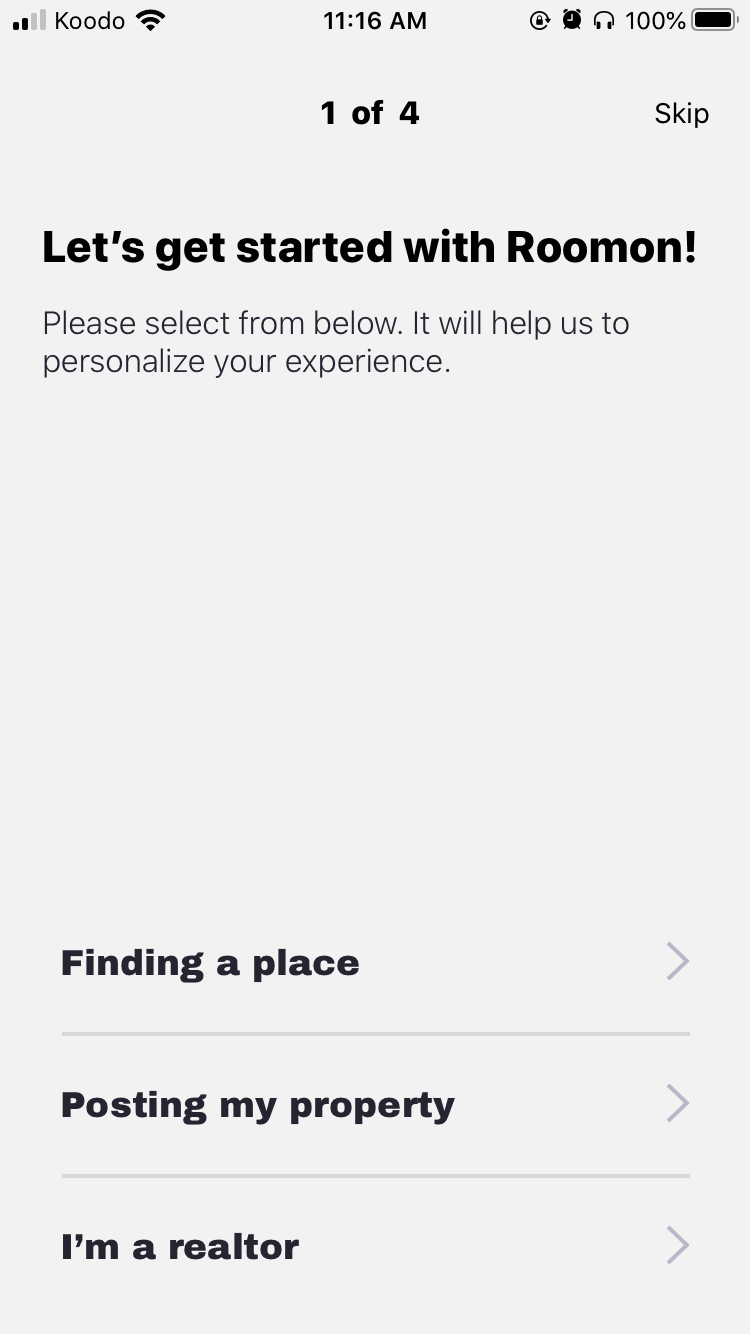 Koodo 11:16 AM 100%
1 of 4 Skip
Let’s get started with Roomon!
Please select from below. It will help us to
personalize your experience.
Finding a place
Posting my property
I’m a realtor